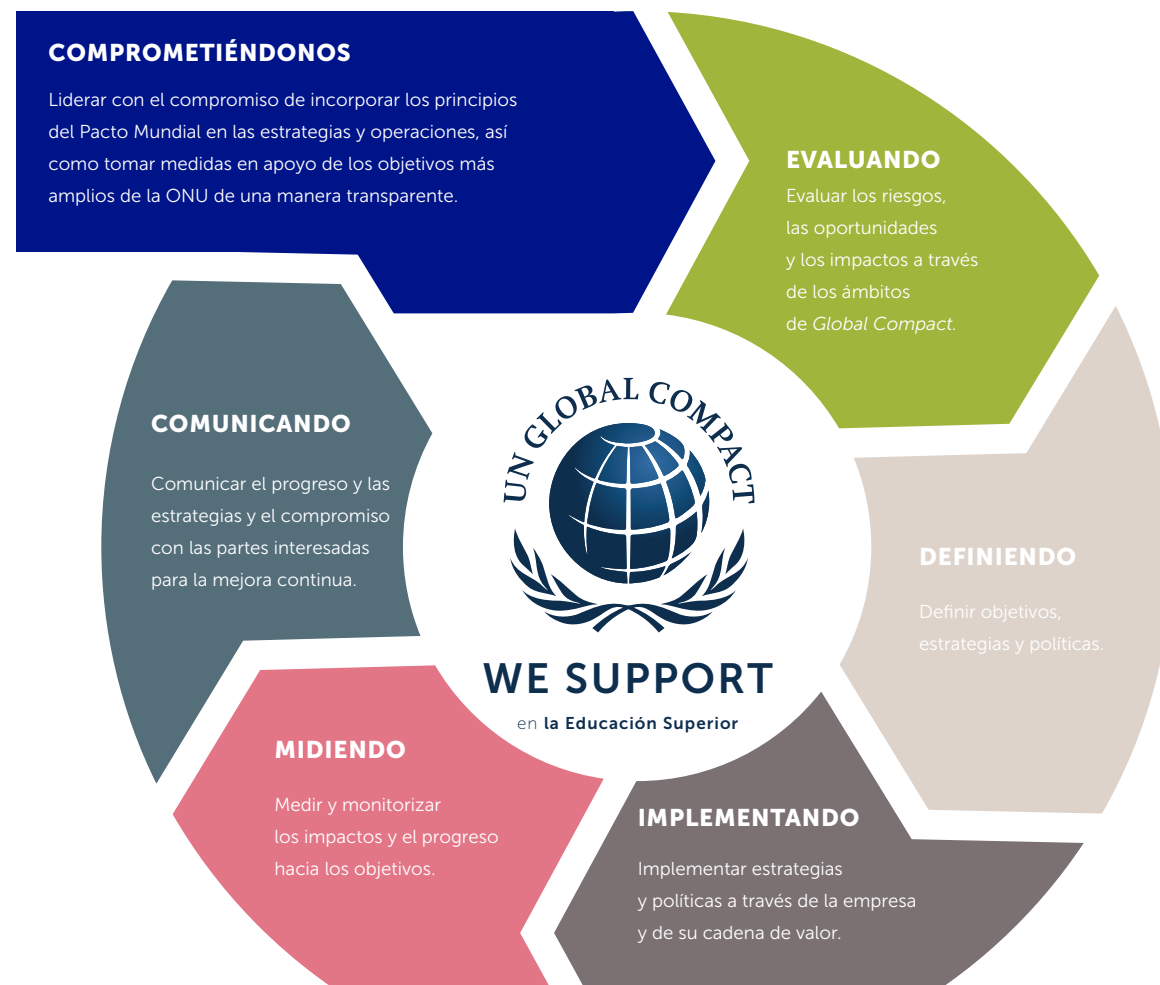 COMPROMETIÉNDONOS
Liderar con el compromiso de incorporar los principios
del Pacto Mundial en las estrategias y operaciones, así
como tomar medidas en apoyo de los objetivos más
amplios de la ONU de una manera transparente.
EVALUANDO
Evaluar los riesgos,
las oportunidades
y los impactos a través
de los ámbitos
de Global Compact.
DEFINIENDO
Definir objetivos,
estrategias y políticas.
IMPLEMENTANDO
Implementar estrategias
y políticas a través de la empresa
y de su cadena de valor.
MIDIENDO
Medir y monitorizar
los impactos y el progreso
hacia los objetivos.
COMUNICANDO
Comunicar el progreso y las
estrategias y el compromiso
con las partes interesadas
para la mejora continua.
UN GLOBAL COMPACT
WE SUPPORT
en la Educación Superior